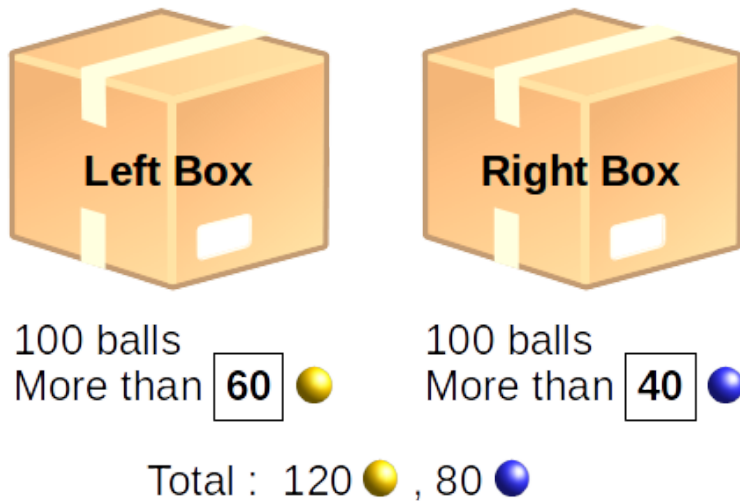 Left Box
Right Box
100 balls
More than 60
100 balls
More than 40
Total : 120 , 80